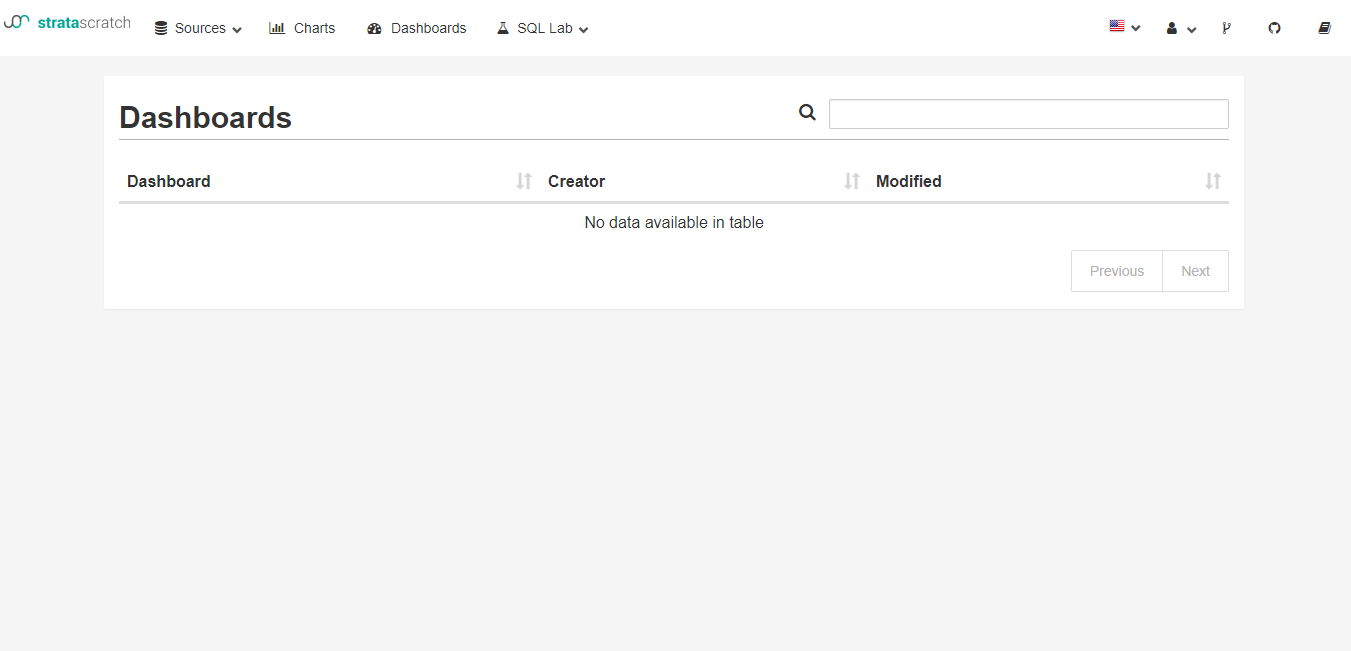 stratascratch Sources Charts Dashboards SQL Lab
Dashboards
Dashboard Creator Modified
No data available in table
Previous Next